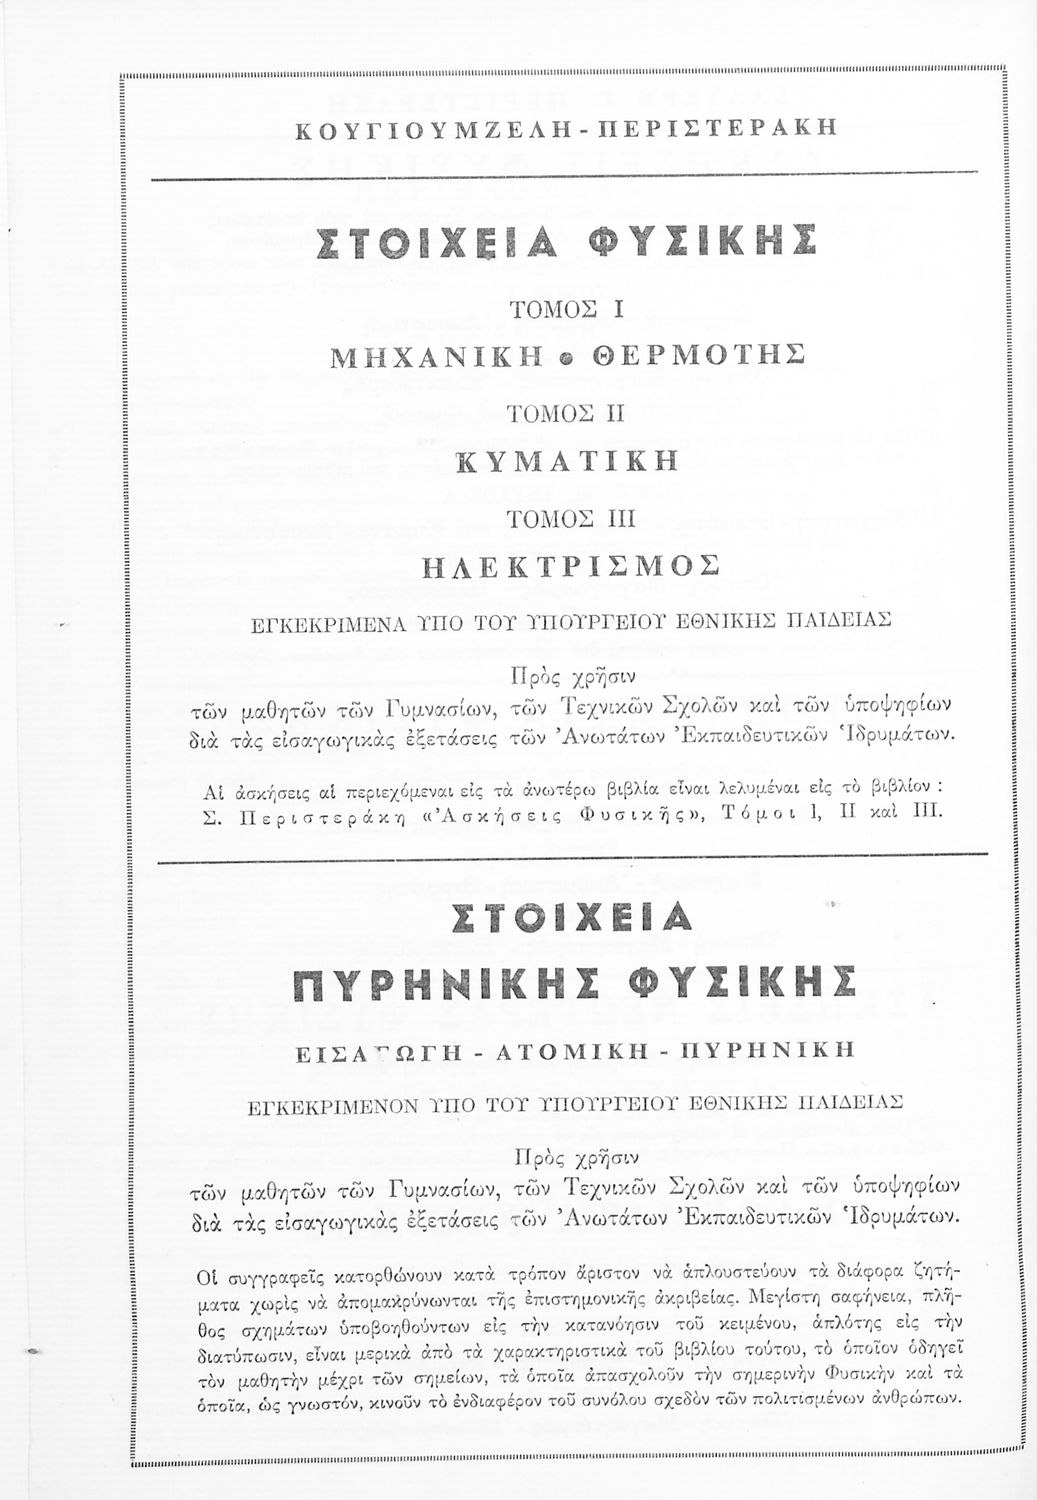 ΚΟΥΓΙΟΥΜΖΕΛΗ - ΠΕΡΙΣΤΕΡΑΚΗ
ΣΤΟΙΧΕΙΑ ΦΥΣΙΚΗΣ
ΤΟΜΟΣ Ι
ΜΗΧΑΝΙΚΗ • ΘΕΡΜΟΤΗΣ
ΤΟΜΟΣ ΙΙ
ΚΥΜΑΤΙΚΗ
ΤΟΜΟΣ ΙΙΙ
ΗΛΕΚΤΡΙΣΜΟΣ
ΕΓΚΕΚΡΙΜΕΝΑ ΥΠΟ ΤΟΥ ΥΠΟΥΡΓΕΙΟΥ ΕΘΝΙΚΗΣ ΠΑΙΔΕΙΑΣ
Πρὸς χρῆσιν
τῶν μαθητῶν τῶν Γυμνασίων, τῶν Τεχνικῶν Σχολῶν καὶ τῶν ὑποψηφίων
διὰ τὰς εἰσαγωγικὰς ἐξετάσεις τῶν Ἀνωτάτων Ἐκπαιδευτικῶν Ἱδρυμάτων.
Αἱ ἀσκήσεις αἱ περιεχόμεναι εἰς τὰ ἀνωτέρω βιβλία εἶναι λελυμέναι εἰς τὸ βιβλίον :
Σ. Περιστεράκη «Ἀσκήσεις Φυσικῆς», Τόμοι Ι, ΙΙ καὶ ΙΙΙ.
ΣΤΟΙΧΕΙΑ
ΠΥΡΗΝΙΚΗΣ ΦΥΣΙΚΗΣ
ΕΙΣΑΓΩΓΗ - ΑΤΟΜΙΚΗ - ΠΥΡΗΝΙΚΗ
ΕΓΚΕΚΡΙΜΕΝΟΝ ΥΠΟ ΤΟΥ ΥΠΟΥΡΓΕΙΟΥ ΕΘΝΙΚΗΣ ΠΑΙΔΕΙΑΣ
Πρὸς χρῆσιν
τῶν μαθητῶν τῶν Γυμνασίων, τῶν Τεχνικῶν Σχολῶν καὶ τῶν ὑποψηφίων
διὰ τὰς εἰσαγωγικὰς ἐξετάσεις τῶν Ἀνωτάτων Ἐκπαιδευτικῶν Ἱδρυμάτων.
Οἱ συγγραφεῖς κατορθώνουν κατὰ τρόπον ἄριστον νὰ ἁπλουστεύουν τὰ διάφορα ζητή-
ματα χωρὶς νὰ ἀπομακρύνωνται τῆς ἐπιστημονικῆς ἀκριβείας. Μεγίστη σαφήνεια, πλῆ-
θος σχημάτων ὑποβοηθούντων εἰς τὴν κατανόησιν τοῦ κειμένου, ἁπλότης εἰς τὴν
διατύπωσιν, εἶναι μερικὰ ἀπὸ τὰ χαρακτηριστικὰ τοῦ βιβλίου τούτου, τὸ ὁποῖον ὁδηγεῖ
τὸν μαθητὴν μέχρι τῶν σημείων, τὰ ὁποῖα ἀπασχολοῦν τὴν σημερινὴν Φυσικὴν καὶ τὰ
ὁποῖα, ὡς γνωστόν, κινοῦν τὸ ἐνδιαφέρον τοῦ συνόλου σχεδὸν τῶν πολιτισμένων ἀνθρώπων.